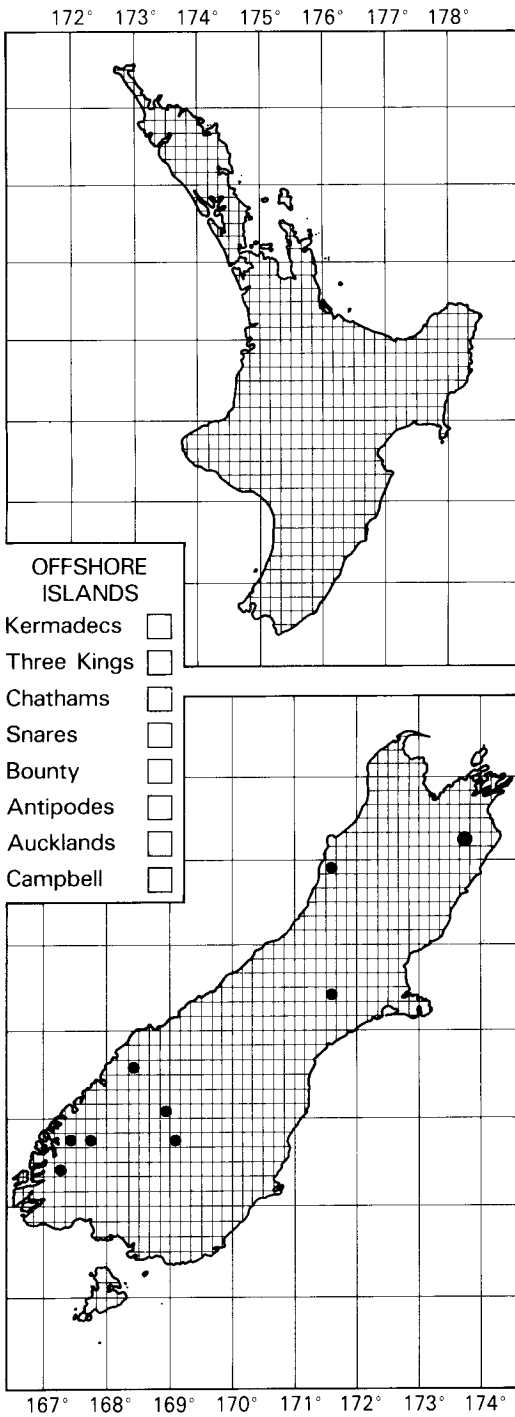 172° 173° 174° 175° 176° 177° 178°
OFFSHORE
ISLANDS
Kermadecs
Three Kings
Chathams
Snares
Bounty
Antipodes
Aucklands
Campbell
167° 168° 169° 170° 171° 172° 173° 174°